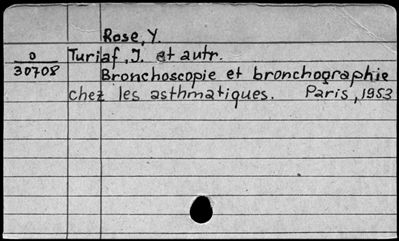 Rose, Y.
0 Turiaf, J. et autr.
30708 Bronchoscopie et bronchographie
chez les asthmatiques. Paris, 1953